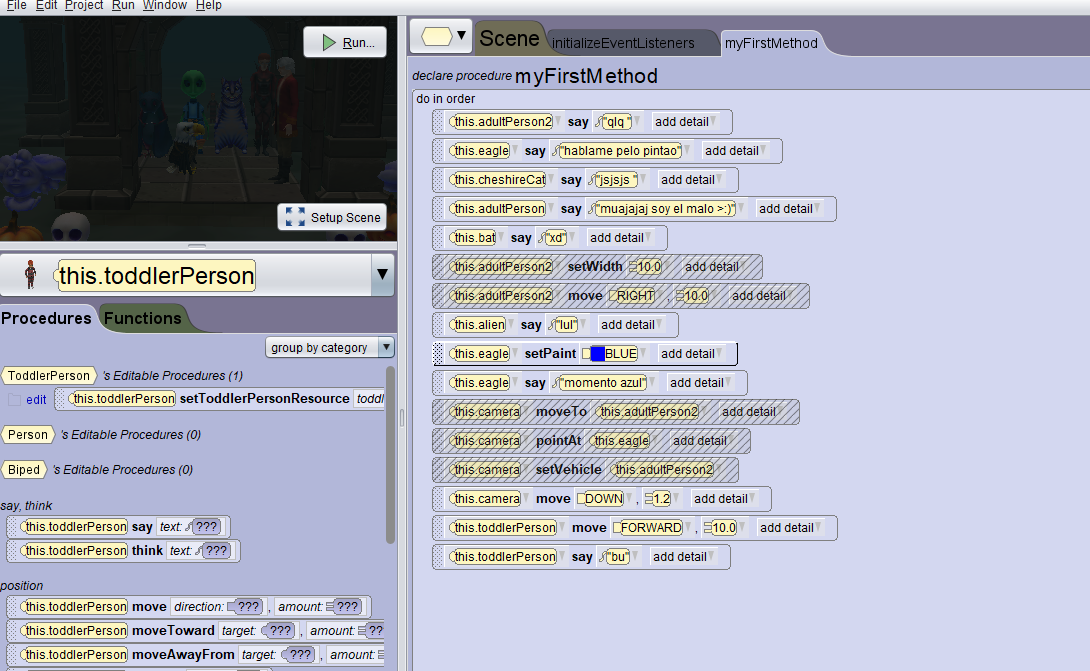 File Edit Project Run Window Help
Run...
Setup Scene
this.toddlerPerson
Procedures Functions
group by category
ToddlerPerson 's Editable Procedures (1)
edit this.toddlerPerson setToddlerPersonResource toddl
Person 's Editable Procedures (0)
Biped 's Editable Procedures (0)
say, think
this.toddlerPerson say text: ???
this.toddlerPerson think text: ???
position
this.toddlerPerson move direction: ??? , amount: ???
this.toddlerPerson moveToward target: ??? , amount: ??
this.toddlerPerson moveAwayFrom target: ??? , amount:
Scene initializeEventListeners myFirstMethod
declare procedure myFirstMethod
do in order
this.adultPerson2 say "qlq " add detail
this.eagle say "hablame pelo pintao" add detail
this.cheshireCat say "jsjsjs " add detail
this.adultPerson say "muajajaj soy el malo >:)" add detail
this.bat say "xd" add detail
this.adultPerson2 setWidth 10.0 add detail
this.adultPerson2 move RIGHT , 10.0 add detail
this.alien say "lul" add detail
this.eagle setPaint BLUE add detail
this.eagle say "momento azul" add detail
this.camera moveTo this.adultPerson2 add detail
this.camera pointAt this.eagle add detail
this.camera setVehicle this.adultPerson2
this.camera move DOWN , 1.2 add detail
this.toddlerPerson move FORWARD , 10.0 add detail
this.toddlerPerson say "bu" add detail